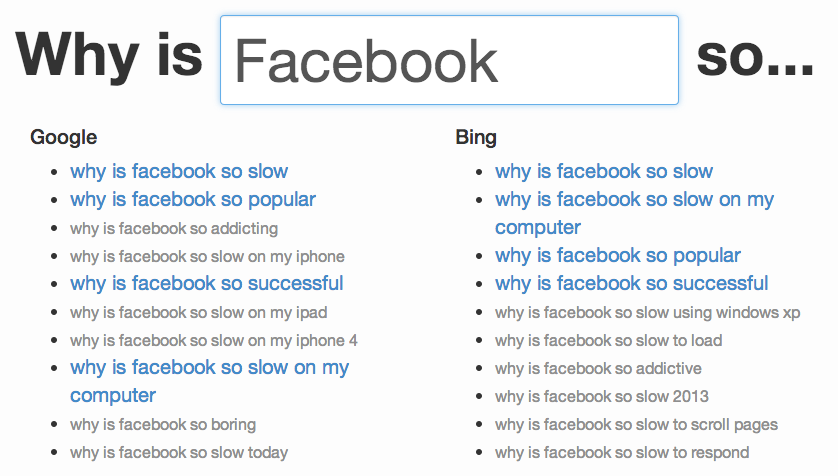 Why is Facebook so...
Google
why is facebook so slow
why is facebook so popular
why is facebook so addicting
why is facebook so slow on my iphone
why is facebook so successful
why is facebook so slow on my ipad
why is facebook so slow on my iphone 4
why is facebook so slow on my
computer
why is facebook so boring
why is facebook so slow today
Bing
why is facebook so slow
why is facebook so slow on my
computer
why is facebook so popular
why is facebook so successful
why is facebook so slow using windows xp
why is facebook so slow to load
why is facebook so addictive
why is facebook so slow 2013
why is facebook so slow to scroll pages
why is facebook so slow to respond